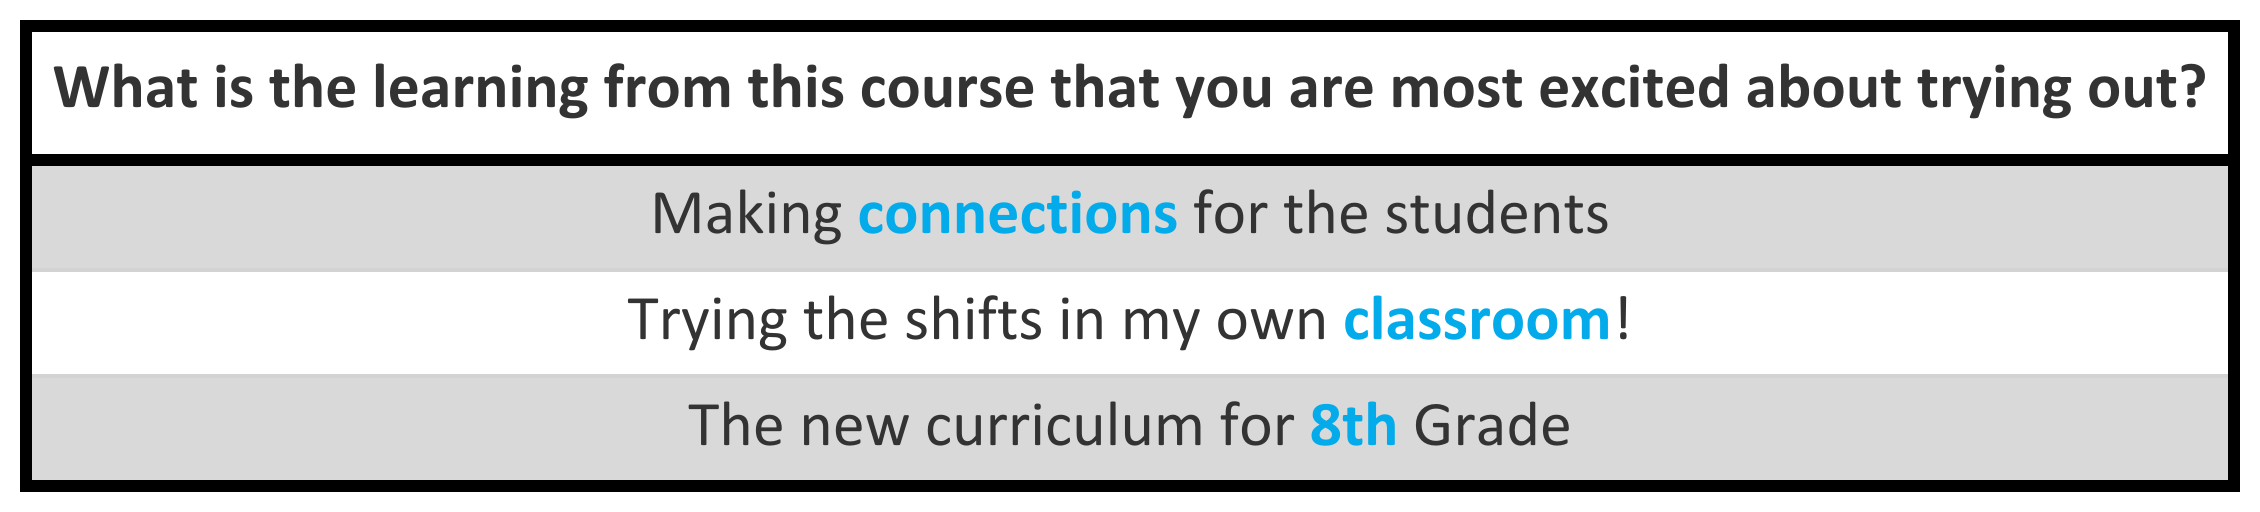 What is the learning from this course that you are most excited about trying out?
Making connections for the students
Trying the shifts in my own classroom!
The new curriculum for 8th Grade